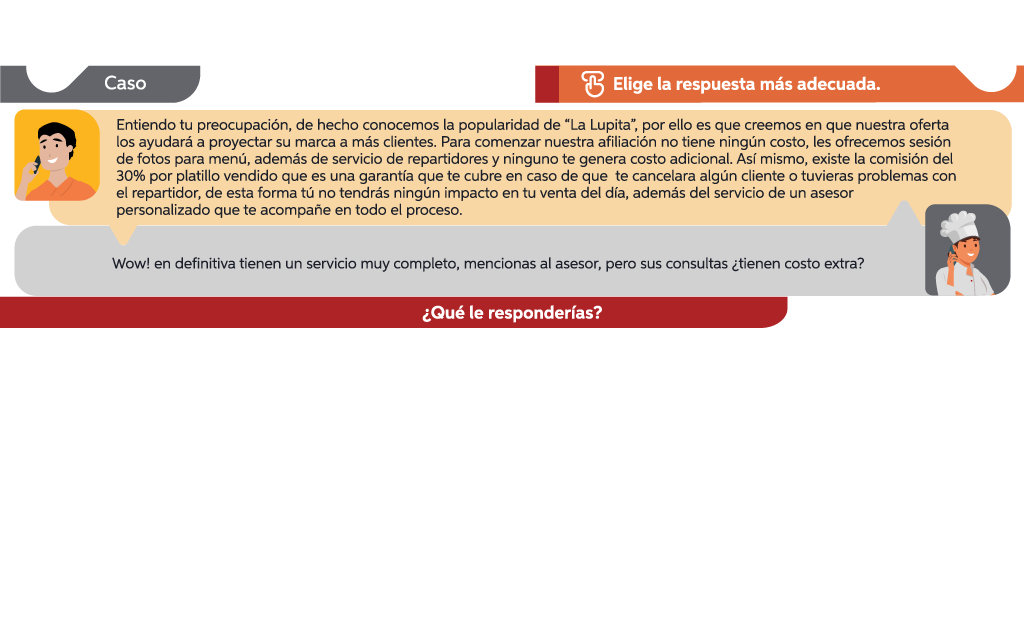 Caso
Elige la respuesta más adecuada.
Entiendo tu preocupación, de hecho conocemos la popularidad de “La Lupita”, por ello es que creemos en que nuestra oferta
los ayudará a proyectar su marca a más clientes. Para comenzar nuestra afiliación no tiene ningún costo, les ofrecemos sesión
de fotos para menú, además de servicio de repartidores y ninguno te genera costo adicional. Así mismo, existe la comisión del
30% por platillo vendido que es una garantía que te cubre en caso de que te cancelara algún cliente o tuvieras problemas con
el repartidor, de esta forma tú no tendrás ningún impacto en tu venta del día, además del servicio de un asesor
personalizado que te acompañe en todo el proceso.
Wow! en definitiva tienen un servicio muy completo, mencionas al asesor, pero sus consultas ¿tienen costo extra?
¿Qué le responderías?